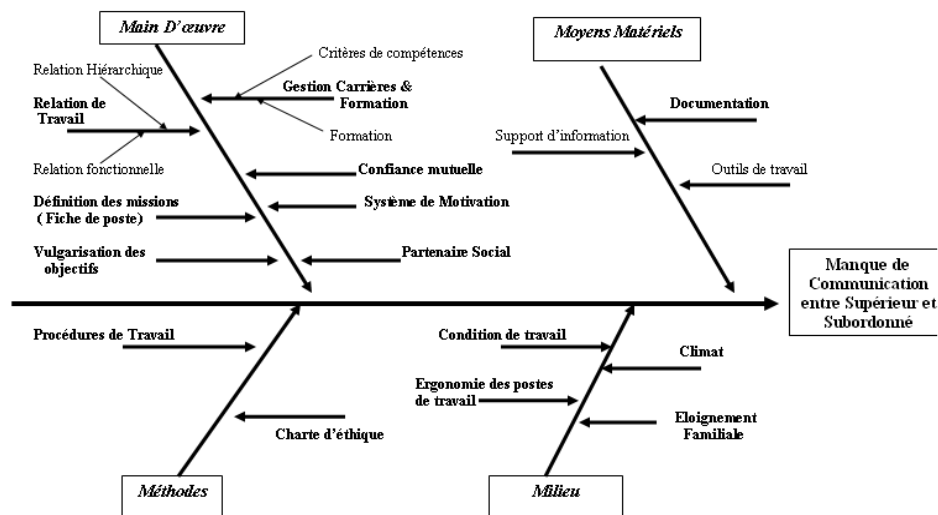 Main D'œuvre
Moyens Matériels
Critères de compétences
Relation Hiérarchique
Gestion Carrières &
Formation
Relation de
Travail
Documentation
Formation
Support d'information
Relation fonctionnelle
Confiance mutuelle
Outils de travail
Définition des missions
( Fiche de poste)
Système de Motivation
Vulgarisation des
objectifs
Partenaire Social
Manque de
Communication
entre Supérieur et
Subordonné
Procédures de Travail
Condition de travail
Climat
Ergonomie des postes
de travail
Charte d'éthique
Eloignement
Familiale
Méthodes
Milieu